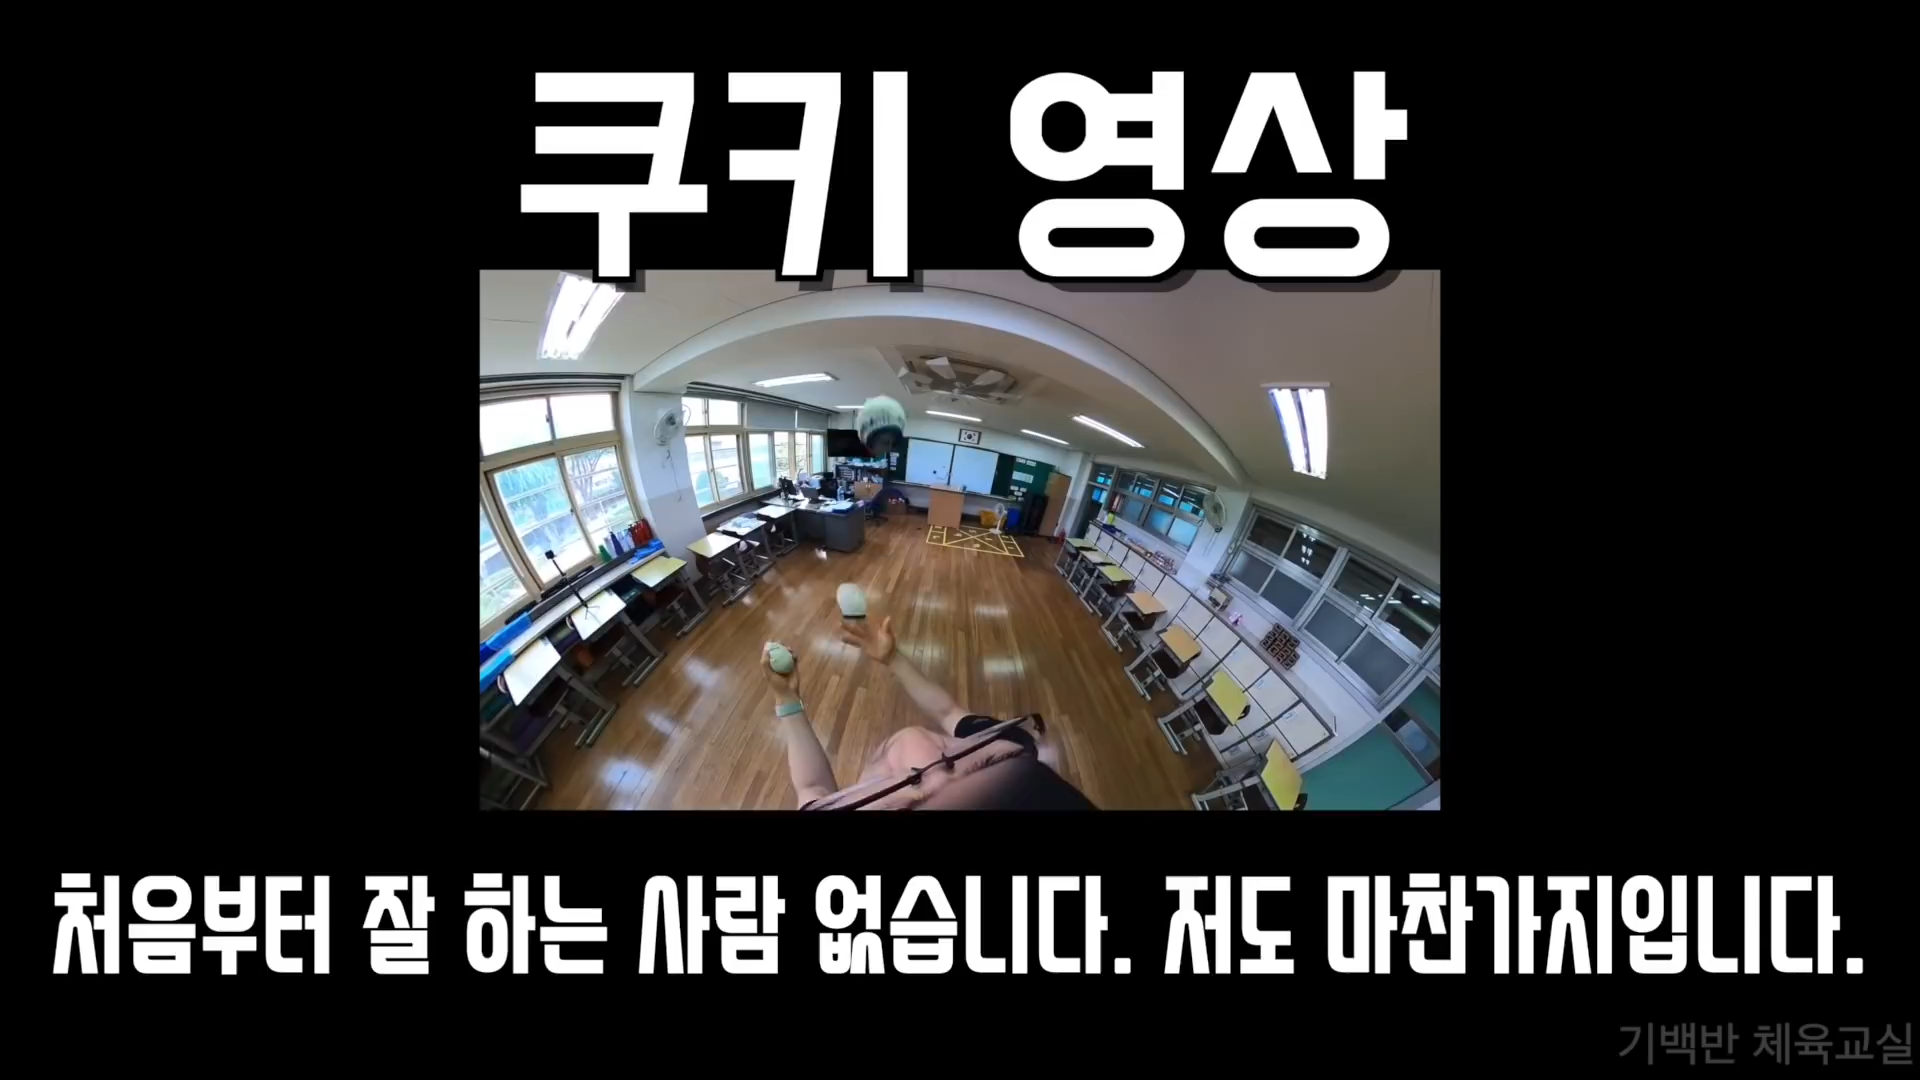 쿠키 영상
처음부터 잘 하는 사람 없습니다. 저도 마찬가지입니다.
기백반 체육교실